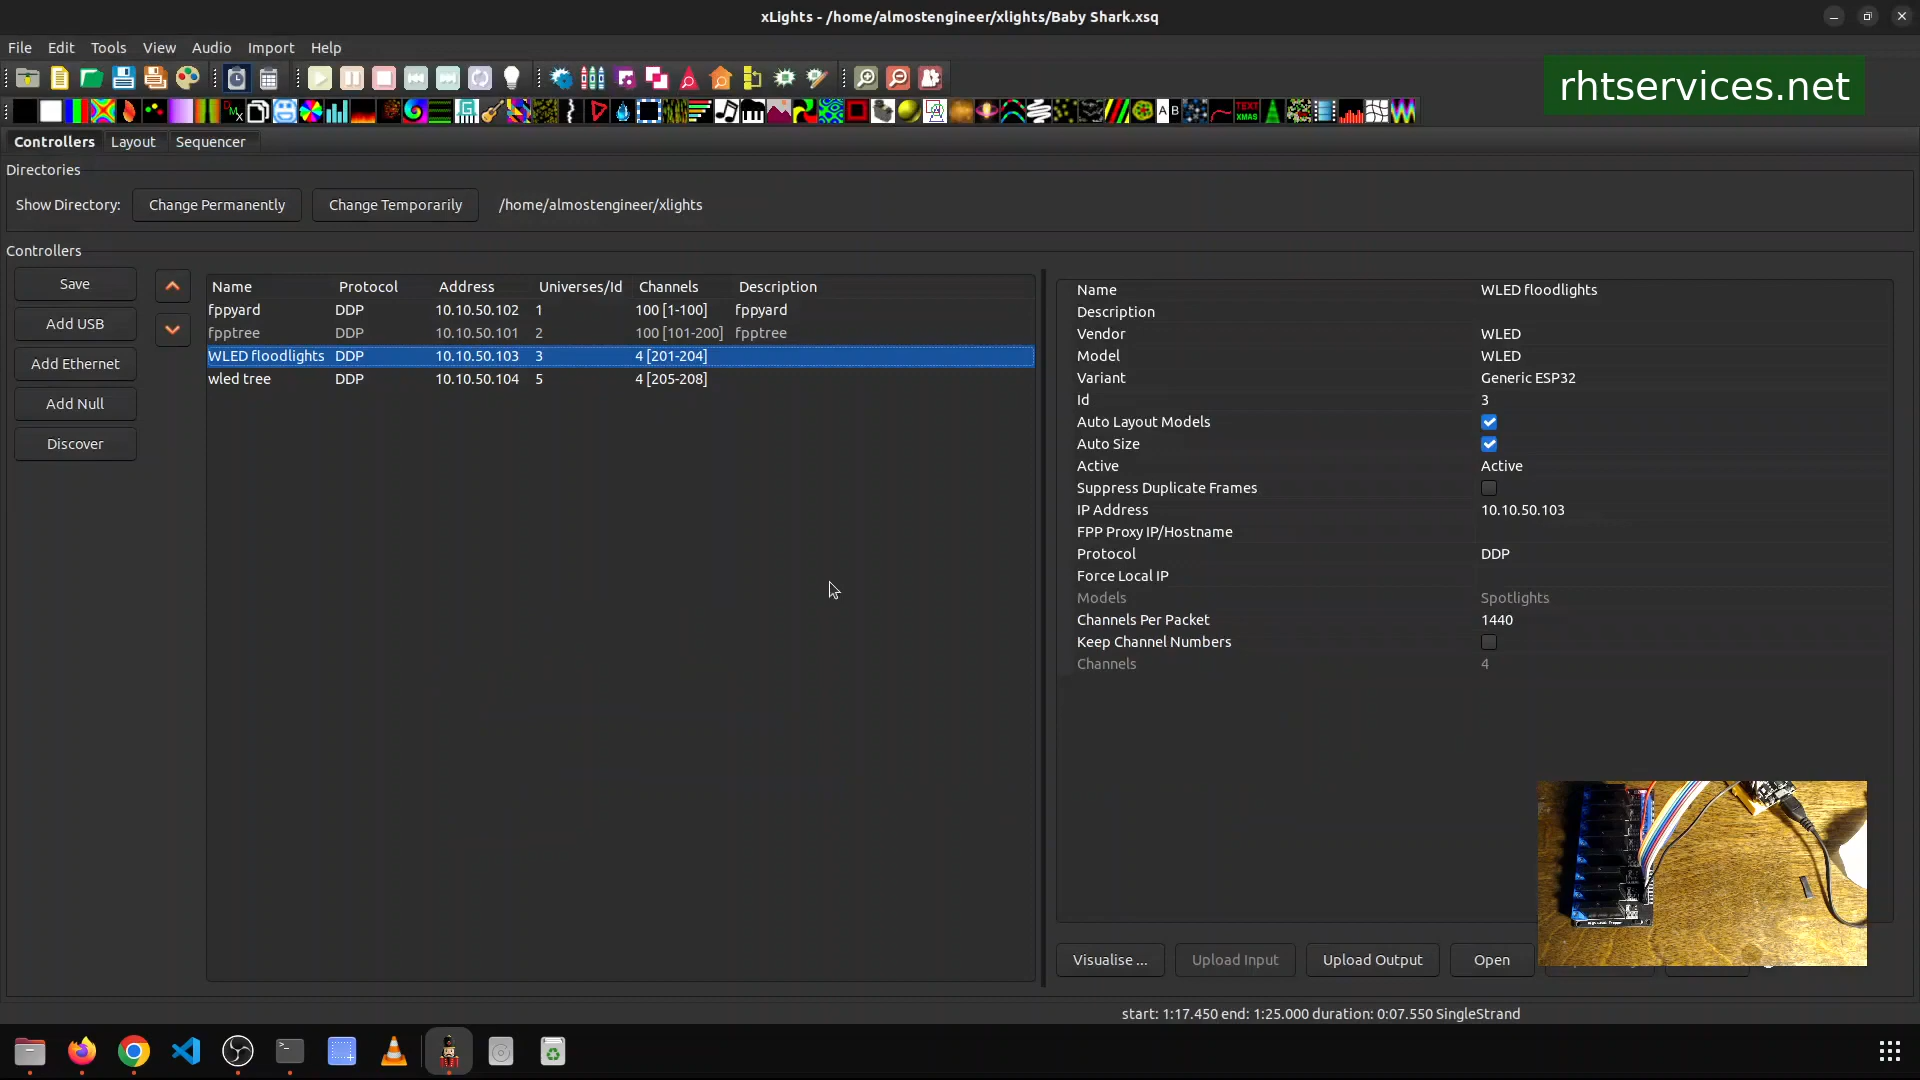 xLights - /home/almostengineer/xlights/Baby Shark.xsq
File Edit Tools View Audio Import Help
rhtservices.net
Controllers Layout Sequencer
Directories
Show Directory: Change Permanently Change Temporarily /home/almostengineer/xlights
Controllers
Save
Add USB
Add Ethernet
Add Null
Discover
Name Protocol Address Universes/Id Channels Description
fppyard DDP 10.10.50.102 1 100 [1-100] fppyard
fpptree DDP 10.10.50.101 2 100 [101-200] fpptree
WLED floodlights DDP 10.10.50.103 3 4 [201-204]
wled tree DDP 10.10.50.104 5 4 [205-208]
Name WLED floodlights
Description
Vendor WLED
Model WLED
Variant Generic ESP32
Id 3
Auto Layout Models
Auto Size
Active Active
Suppress Duplicate Frames
IP Address 10.10.50.103
FPP Proxy IP/Hostname
Protocol DDP
Force Local IP
Models Spotlights
Channels Per Packet 1440
Keep Channel Numbers
Channels 4
Visualise ... Upload Input Upload Output Open
start: 1:17.450 end: 1:25.000 duration: 0:07.550 SingleStrand